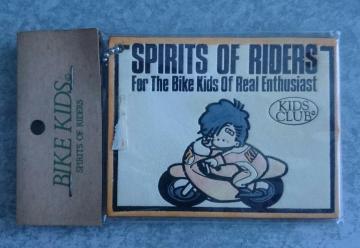 BIKE KIDS©
SPIRITS OF RIDERS
SPIRITS OF RIDERS
For The Bike Kids Of Real Enthusiast
KIDS
CLUB©